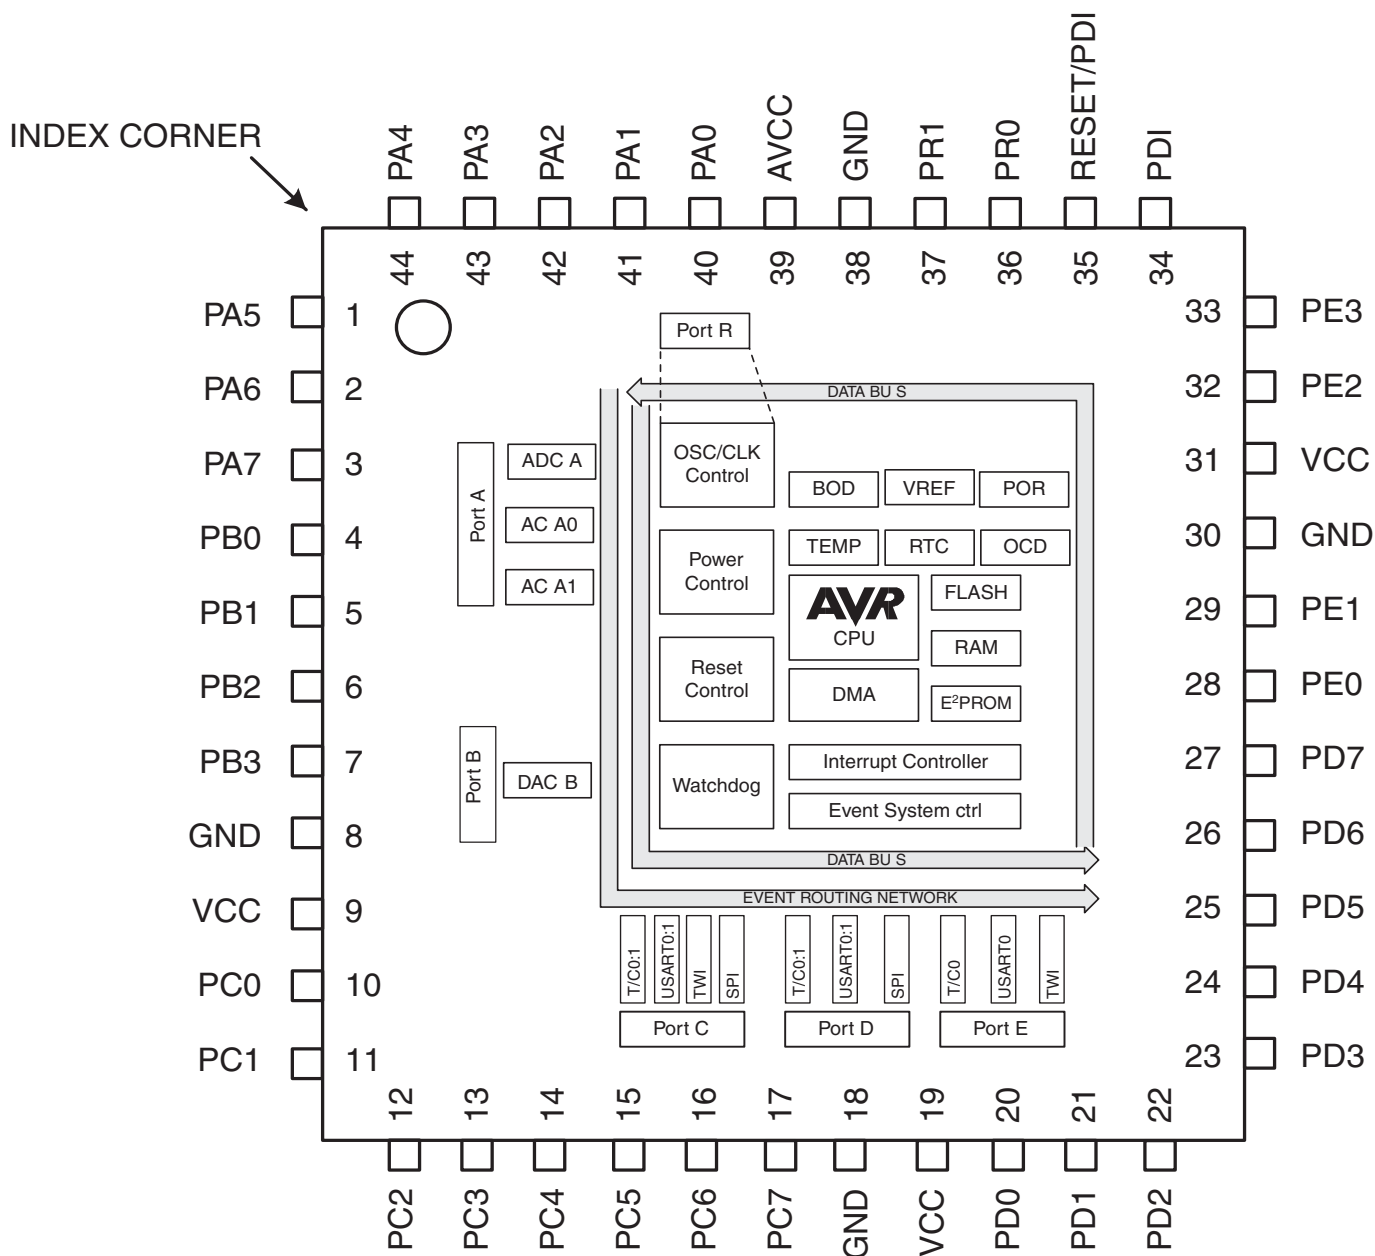 INDEX CORNER
PA4
PA3
PA2
PA1
PA0
AVCC
GND
PR1
PR0
RESET/PDI
PDI
44
43
42
41
40
39
38
37
36
35
34
PA5
1
PA6
2
PA7
3
PB0
4
PB1
5
PB2
6
PB3
7
GND
8
VCC
9
PC0
10
PC1
11
33
PE3
32
PE2
31
VCC
30
GND
29
PE1
28
PE0
27
PD7
26
PD6
25
PD5
24
PD4
23
PD3
Port R
DATA BU S
OSC/CLK
Control
BOD
VREF
POR
Power
Control
TEMP
RTC
OCD
AVR
CPU
FLASH
RAM
Reset
Control
DMA
E²PROM
Watchdog
Interrupt Controller
Event System ctrl
DATA BU S
EVENT ROUTING NETWORK
Port A
ADC A
AC A0
AC A1
Port B
DAC B
T/C0:1
USART0:1
TWI
SPI
Port C
T/C0:1
USART0:1
SPI
Port D
T/C0
USART0
TWI
Port E
12
13
14
15
16
17
18
19
20
21
22
PC2
PC3
PC4
PC5
PC6
PC7
GND
VCC
PD0
PD1
PD2